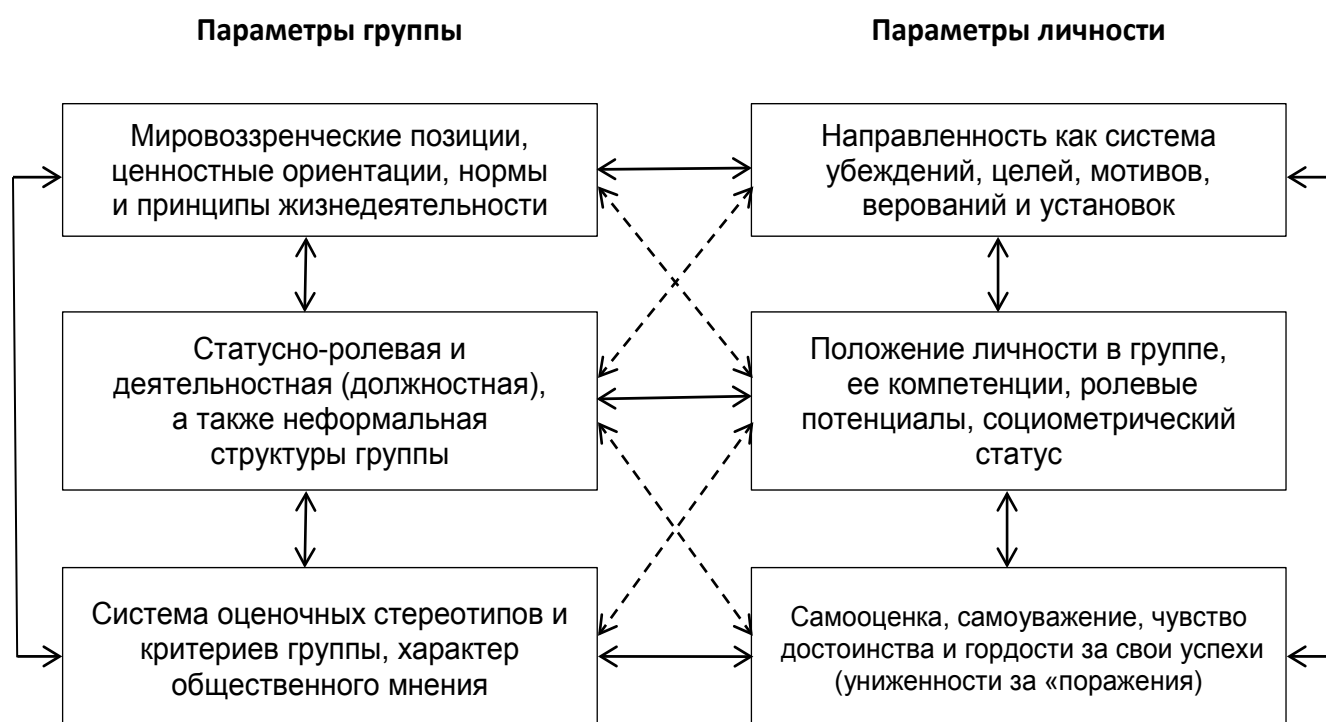 Параметры группы
Параметры личности
Мировоззренческие позиции,
ценностные ориентации, нормы
и принципы жизнедеятельности
Направленность как система
убеждений, целей, мотивов,
верований и установок
Статусно-ролевая и
деятельностная (должностная),
а также неформальная
структуры группы
Положение личности в группе,
ее компетенции, ролевые
потенциалы, социометрический
статус
Система оценочных стереотипов и
критериев группы, характер
общественного мнения
Самооценка, самоуважение, чувство
достоинства и гордости за свои успехи
(униженности за «поражения)